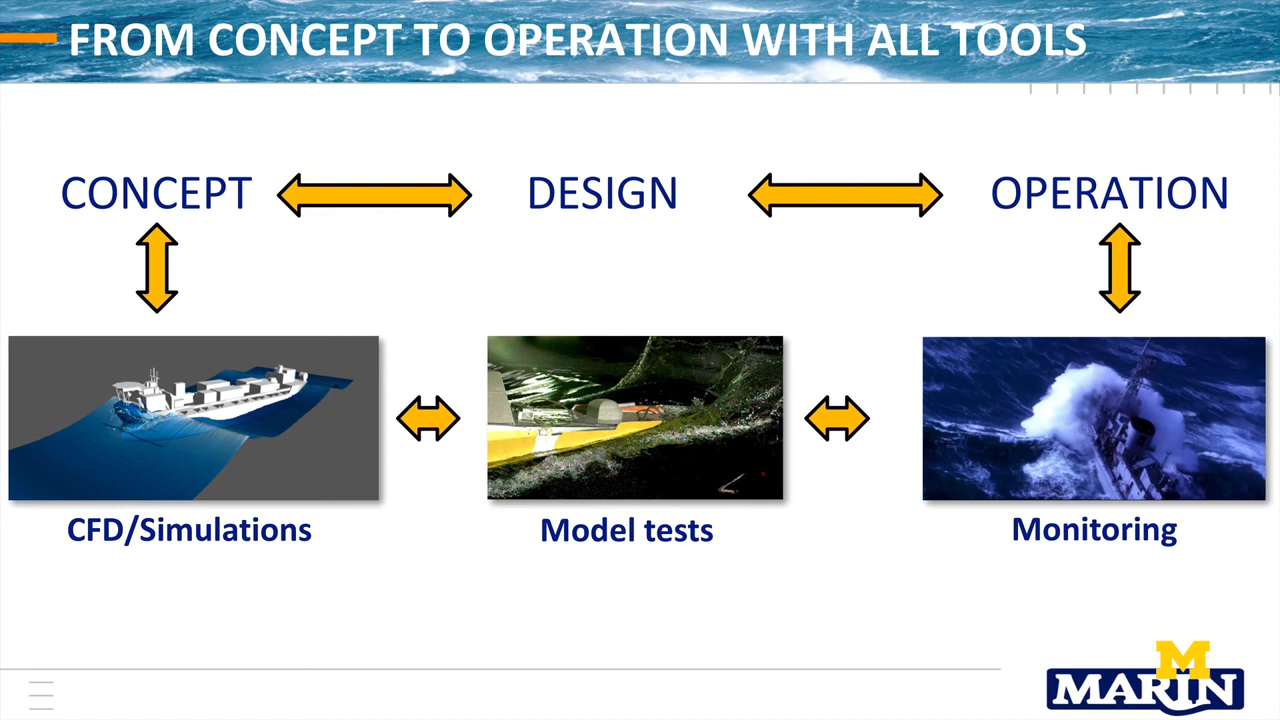 FROM CONCEPT TO OPERATION WITH ALL TOOLS
CONCEPT
DESIGN
OPERATION
CFD/Simulations
Model tests
Monitoring
M
MARIN